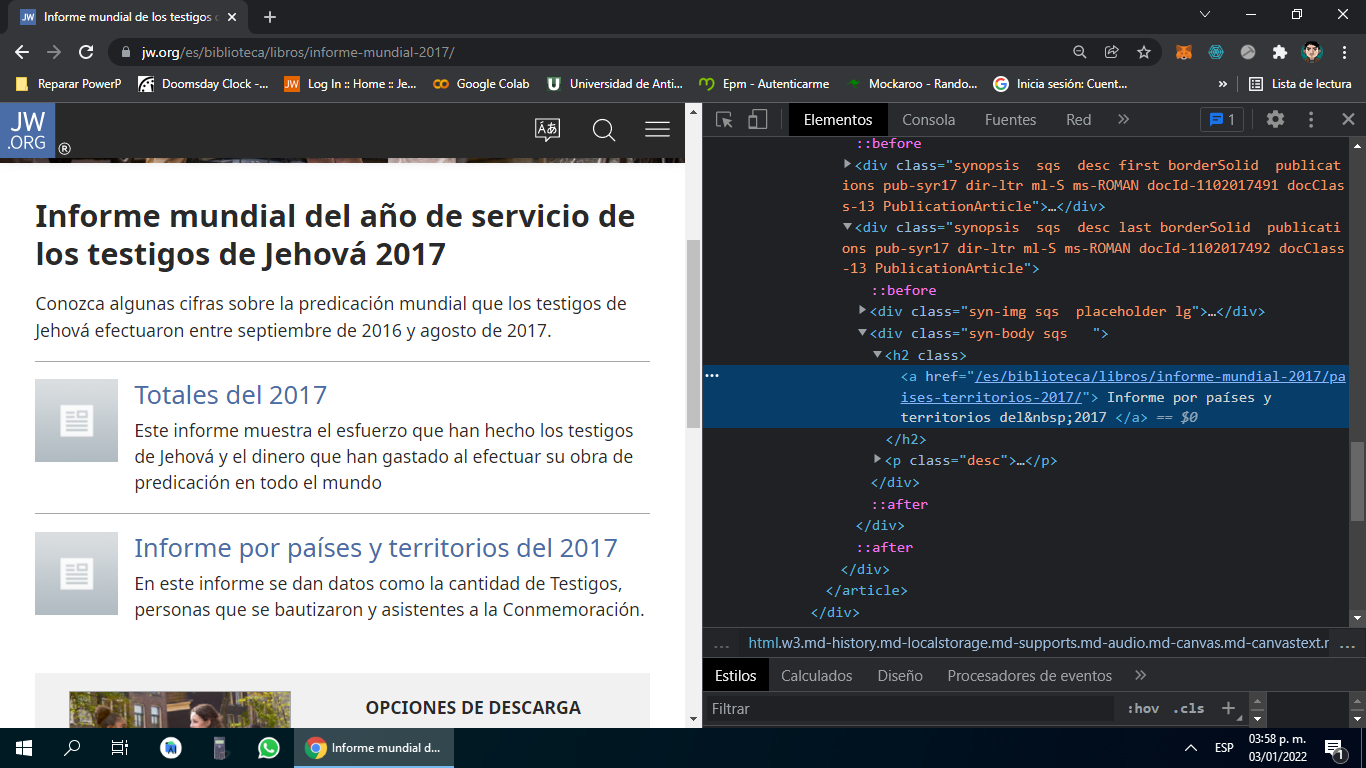 Informe mundial de los testigos d
jw.org/es/biblioteca/libros/informe-mundial-2017/
Reparar PowerP
Doomsday Clock -...
Log In :: Home :: Je...
Google Colab
Universidad de Anti...
Epm - Autenticarme
Mockaroo - Rando...
Inicia sesión: Cuent...
»
Lista de lectura
JW
.ORG ®
Informe mundial del año de servicio de
los testigos de Jehová 2017
Conozca algunas cifras sobre la predicación mundial que los testigos de
Jehová efectuaron entre septiembre de 2016 y agosto de 2017.
Totales del 2017
Este informe muestra el esfuerzo que han hecho los testigos
de Jehová y el dinero que han gastado al efectuar su obra de
predicación en todo el mundo
Informe por países y territorios del 2017
En este informe se dan datos como la cantidad de Testigos,
personas que se bautizaron y asistentes a la Conmemoración.
OPCIONES DE DESCARGA
Elementos
Consola
Fuentes
Red
»
1
::before
<div class="synopsis  sqs  desc first borderSolid  publicat
ions pub-syr17 dir-ltr ml-S ms-ROMAN docId-1102017491 docClas
s-13 PublicationArticle">…</div>
<div class="synopsis  sqs  desc last borderSolid  publicati
ons pub-syr17 dir-ltr ml-S ms-ROMAN docId-1102017492 docClass
-13 PublicationArticle">
::before
<div class="syn-img sqs  placeholder lg">…</div>
<div class="syn-body sqs   ">
<h2 class>
<a href="/es/biblioteca/libros/informe-mundial-2017/pa
ises-territorios-2017/"> Informe por países y
territorios del&nbsp;2017 </a> == $0
</h2>
<p class="desc">…</p>
</div>
::after
</div>
::after
</div>
</article>
</div>
... html.w3.md-history.md-localstorage.md-supports.md-audio.md-canvas.md-canvastext.r ...
Estilos
Calculados
Diseño
Procesadores de eventos
»
Filtrar
:hov
.cls
+
Informe mundial d...
ESP
03:58 p. m.
03/01/2022
1